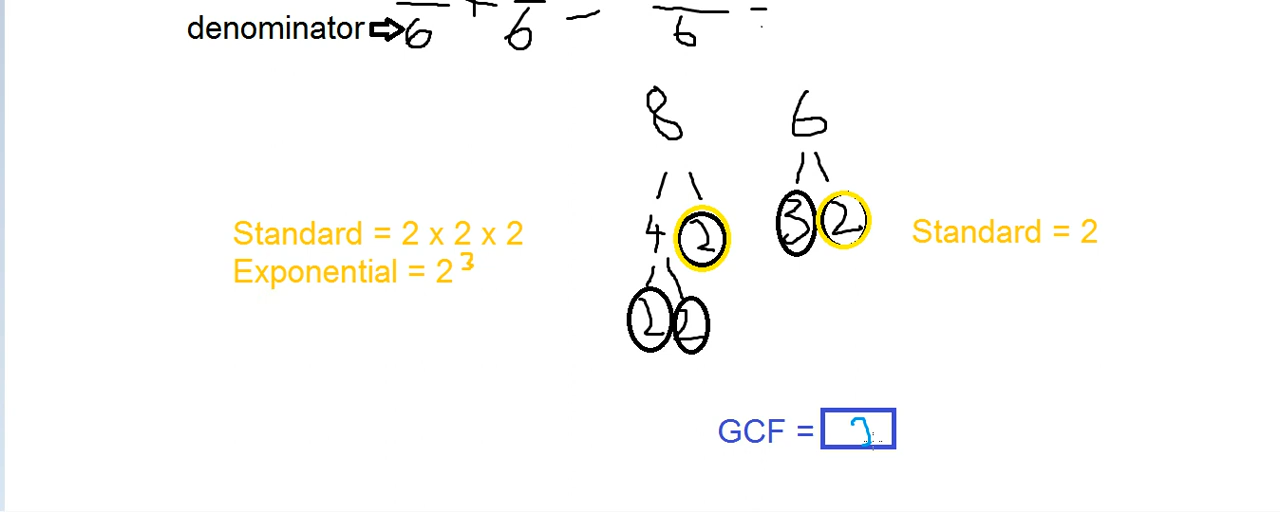 denominator 6 + 6 - 6 =
8 6
4 2 3 2
Standard = 2 x 2 x 2
Standard = 2
Exponential = 2³
2 2
GCF =